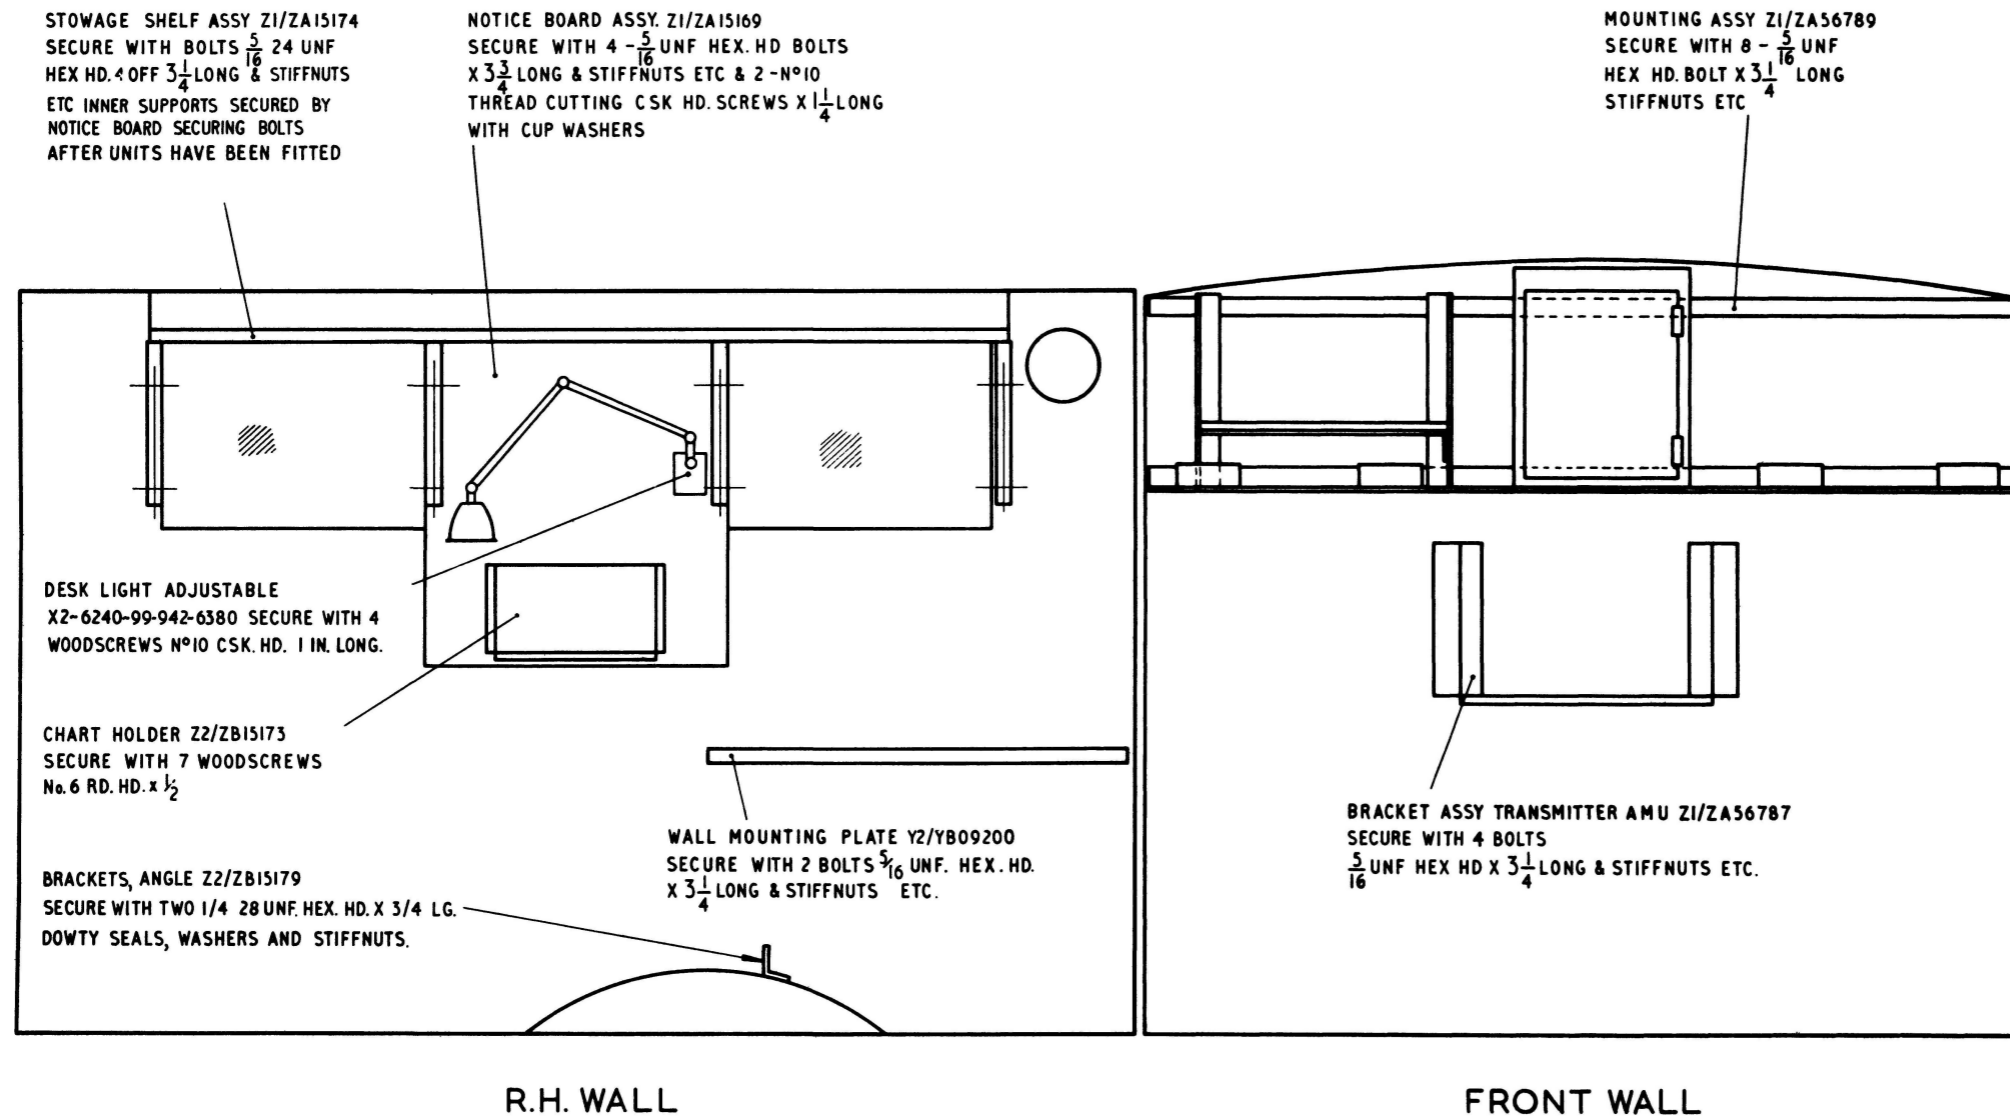 STOWAGE SHELF ASSY Z1/ZA15174
SECURE WITH BOLTS 5/16 24 UNF
HEX HD. 4 OFF 3 1/4 LONG & STIFFNUTS
ETC INNER SUPPORTS SECURED BY
NOTICE BOARD SECURING BOLTS
AFTER UNITS HAVE BEEN FITTED
NOTICE BOARD ASSY. Z1/ZA15169
SECURE WITH 4 - 5/16 UNF HEX. HD BOLTS
X 3 3/4 LONG & STIFFNUTS ETC & 2 - Nº10
THREAD CUTTING CSK HD. SCREWS X 1 1/4 LONG
WITH CUP WASHERS
MOUNTING ASSY Z1/ZA56789
SECURE WITH 8 - 5/16 UNF
HEX HD. BOLT X 3 1/4 LONG
STIFFNUTS ETC
DESK LIGHT ADJUSTABLE
X2-6240-99-942-6380 SECURE WITH 4
WOODSCREWS Nº10 CSK. HD. 1 IN. LONG.
CHART HOLDER Z2/ZB15173
SECURE WITH 7 WOODSCREWS
No. 6 RD. HD. x 1/2
WALL MOUNTING PLATE Y2/YB09200
SECURE WITH 2 BOLTS 5/16 UNF. HEX. HD.
X 3 1/4 LONG & STIFFNUTS ETC.
BRACKETS, ANGLE Z2/ZB15179
SECURE WITH TWO 1/4 28 UNF. HEX. HD. X 3/4 LG.
DOWTY SEALS, WASHERS AND STIFFNUTS.
BRACKET ASSY TRANSMITTER AMU Z1/ZA56787
SECURE WITH 4 BOLTS
5/16 UNF HEX HD X 3 1/4 LONG & STIFFNUTS ETC.
R.H. WALL
FRONT WALL